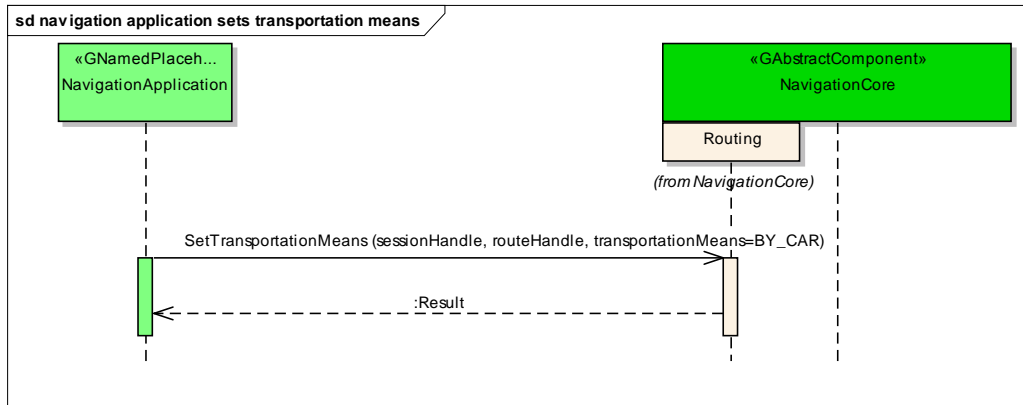 sd navigation application sets transportation means
«GNamedPlaceh...
NavigationApplication
«GAbstractComponent»
NavigationCore
Routing
(from NavigationCore)
SetTransportationMeans (sessionHandle, routeHandle, transportationMeans=BY_CAR)
:Result